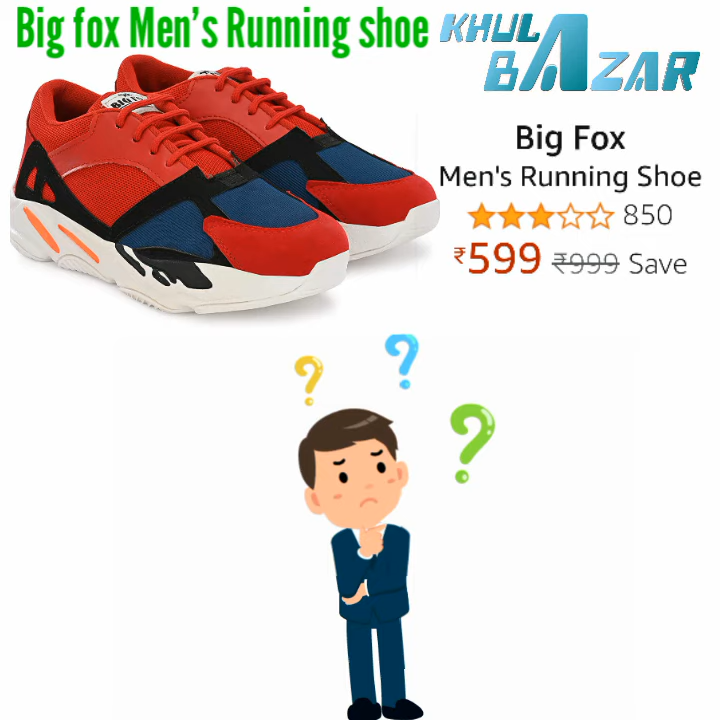 Big fox Men's Running shoe
KHUL
BAZAR
Big Fox
Men's Running Shoe
850
₹599 ₹999 Save